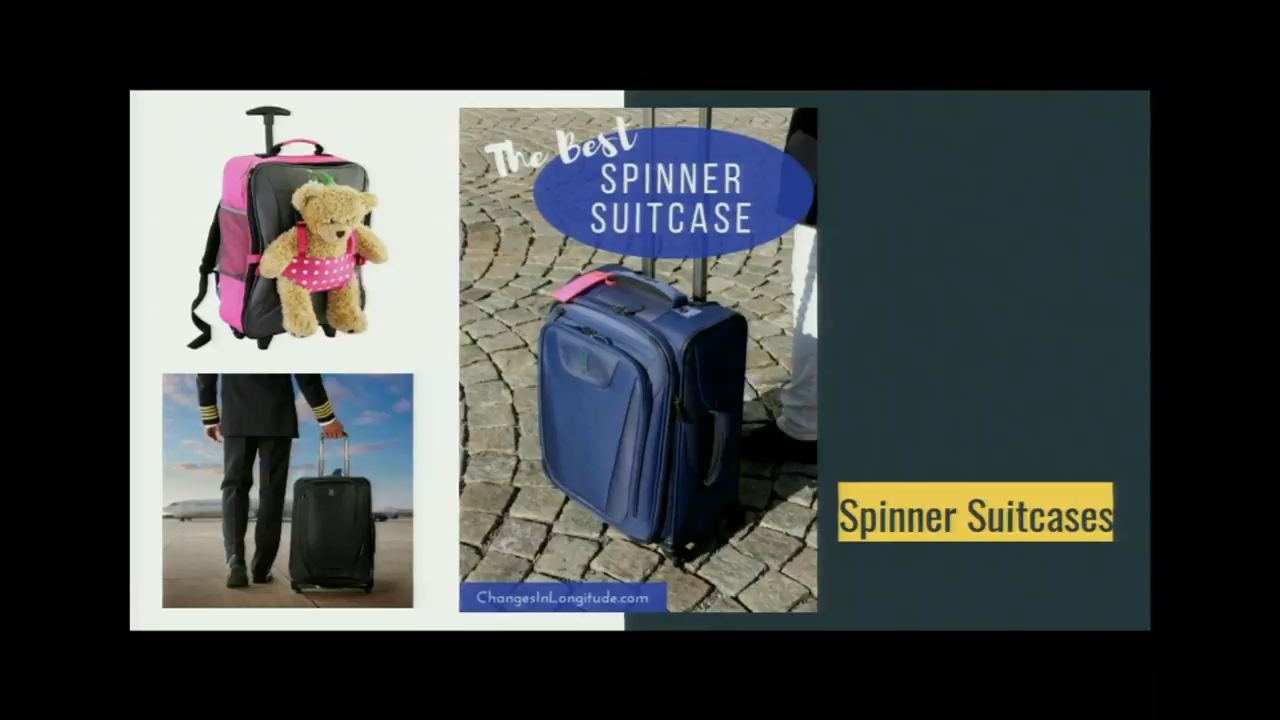 The Best
SPINNER
SUITCASE
ChangesInLongitude.com
Spinner Suitcases